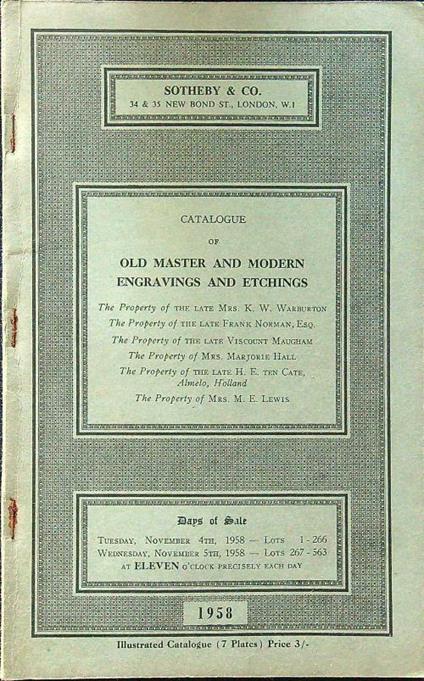 SOTHEBY & CO.
34 & 35 NEW BOND ST., LONDON, W.1
CATALOGUE
OF
OLD MASTER AND MODERN
ENGRAVINGS AND ETCHINGS
The Property of THE LATE MRS. K. W. WARBURTON
The Property of THE LATE FRANK NORMAN, ESQ.
The Property of THE LATE VISCOUNT MAUGHAM
The Property of MRS. MARJORIE HALL
The Property of THE LATE H. E. TEN CATE,
Almelo, Holland
The Property of MRS. M. E. LEWIS
Days of Sale
TUESDAY, NOVEMBER 4TH, 1958 — LOTS 1 - 266
WEDNESDAY, NOVEMBER 5TH, 1958 — LOTS 267 - 563
AT ELEVEN O'CLOCK PRECISELY EACH DAY
1958
Illustrated Catalogue (7 Plates) Price 3/-